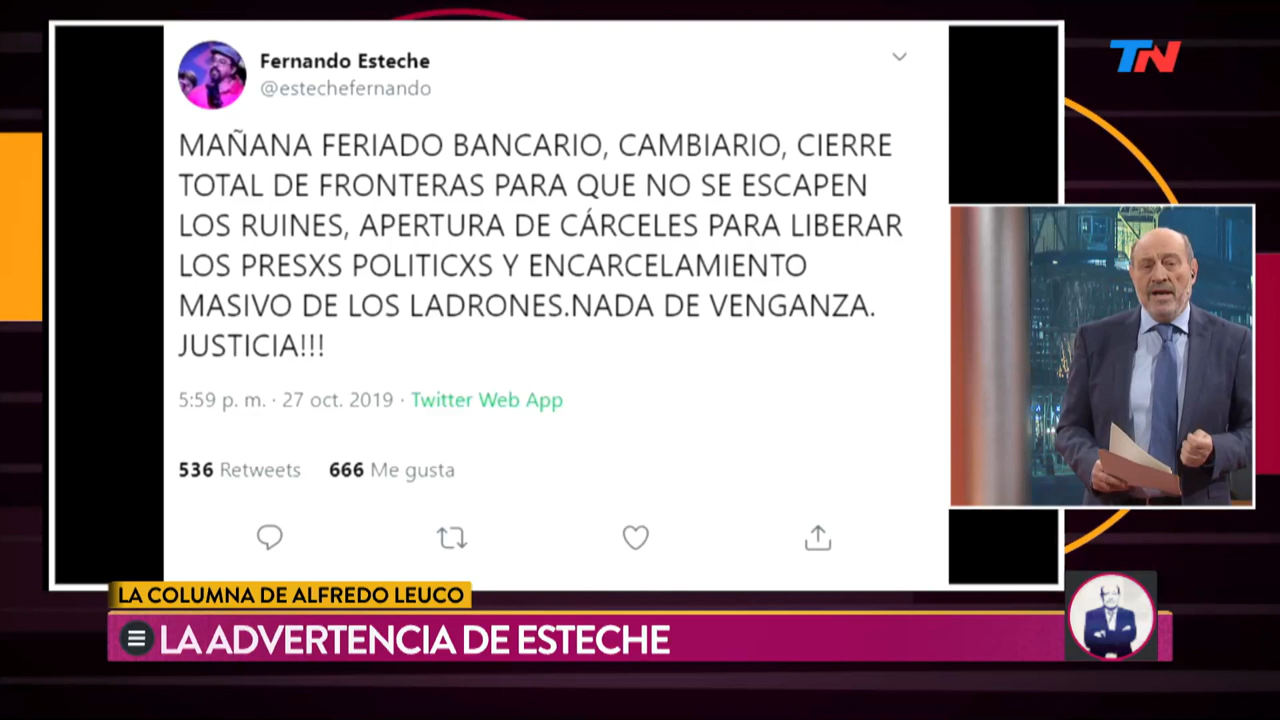 Fernando Esteche
@estechefernando
MAÑANA FERIADO BANCARIO, CAMBIARIO, CIERRE
TOTAL DE FRONTERAS PARA QUE NO SE ESCAPEN
LOS RUINES, APERTURA DE CÁRCELES PARA LIBERAR
LOS PRESXS POLITICXS Y ENCARCELAMIENTO
MASIVO DE LOS LADRONES.NADA DE VENGANZA.
JUSTICIA!!!
5:59 p. m. · 27 oct. 2019 · Twitter Web App
536 Retweets 666 Me gusta
TN
LA COLUMNA DE ALFREDO LEUCO
LA ADVERTENCIA DE ESTECHE